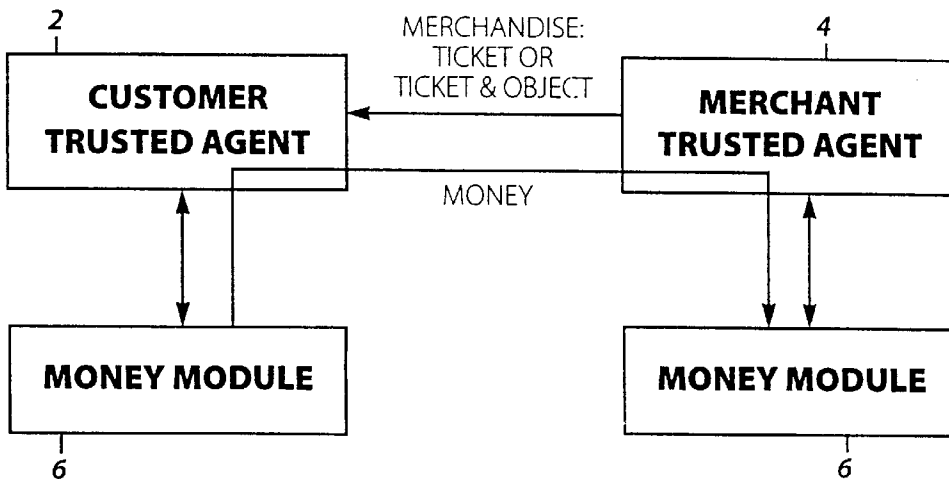 2
MERCHANDISE:
TICKET OR
TICKET & OBJECT
4
CUSTOMER
TRUSTED AGENT
MERCHANT
TRUSTED AGENT
MONEY
MONEY MODULE
MONEY MODULE
6
6